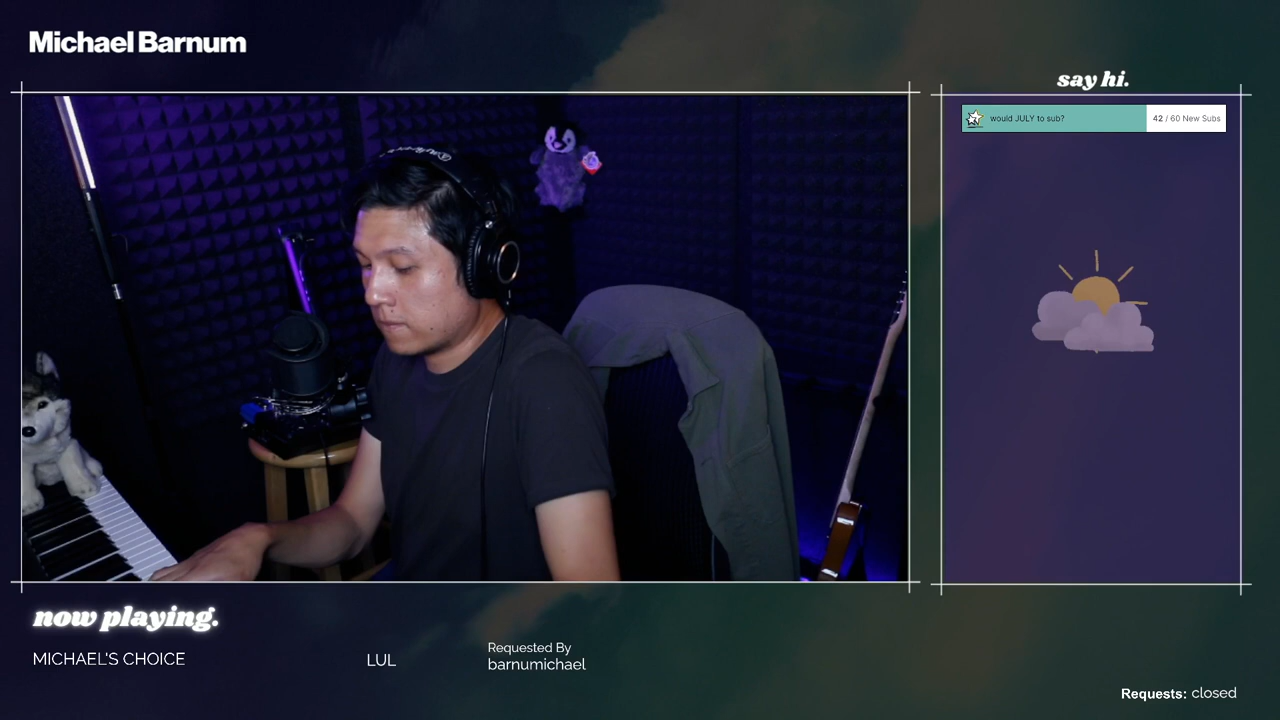 Michael Barnum
say hi.
would JULY to sub?
42 / 60 New Subs
now playing.
MICHAEL'S CHOICE
LUL
Requested By
barnumichael
Requests: closed